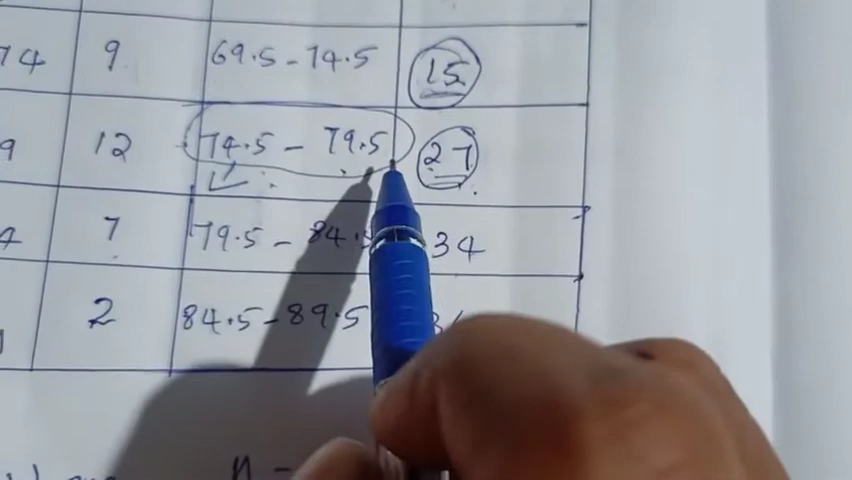 74 9 69.5 - 74.5 15
9 12 74.5 - 79.5 27
4 7 79.5 - 84.5 34
2 84.5 - 89.5
n =